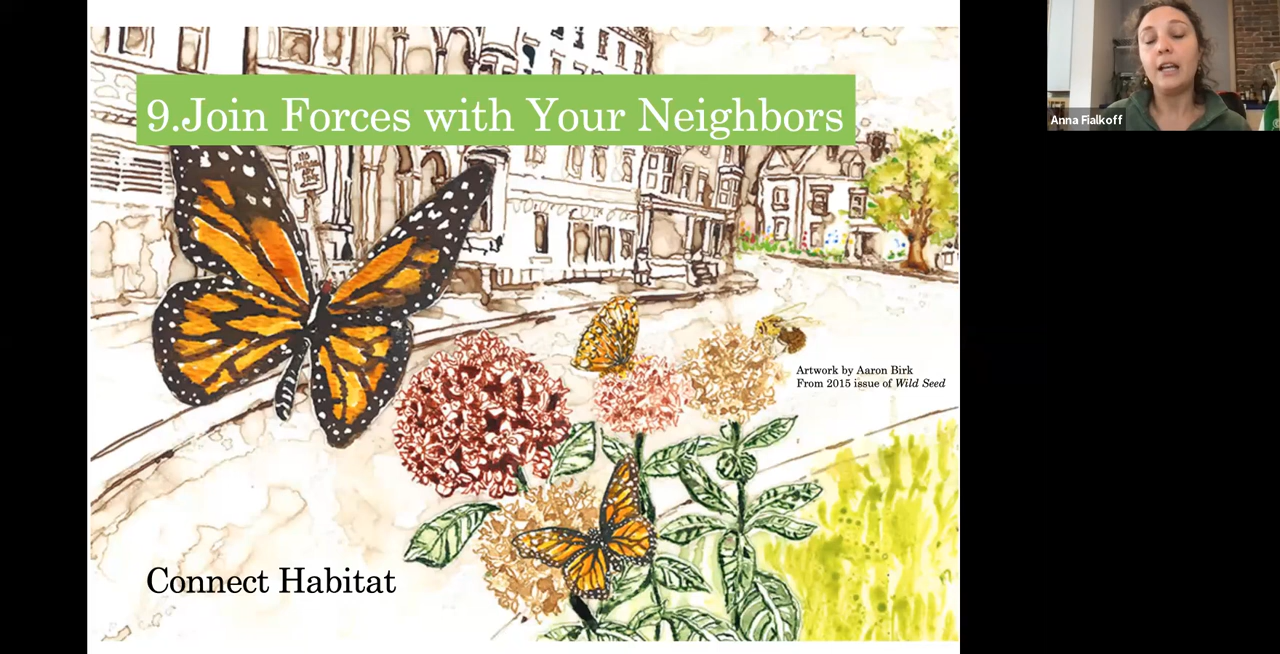 9.Join Forces with Your Neighbors
Anna Fialkoff
NO
Artwork by Aaron Birk
From 2015 issue of Wild Seed
Connect Habitat